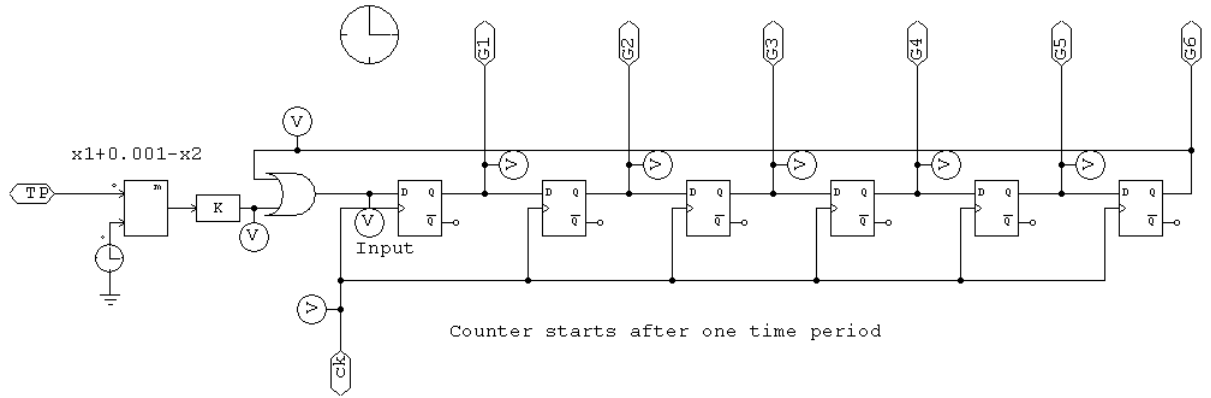 G1 G2 G3 G4 G5 G6
V
x1+0.001-x2
V V V V V
TP
m
K
D Q D Q D Q D Q D Q D Q
V
V
Q Q Q Q Q Q
Input
V
Counter starts after one time period
ck